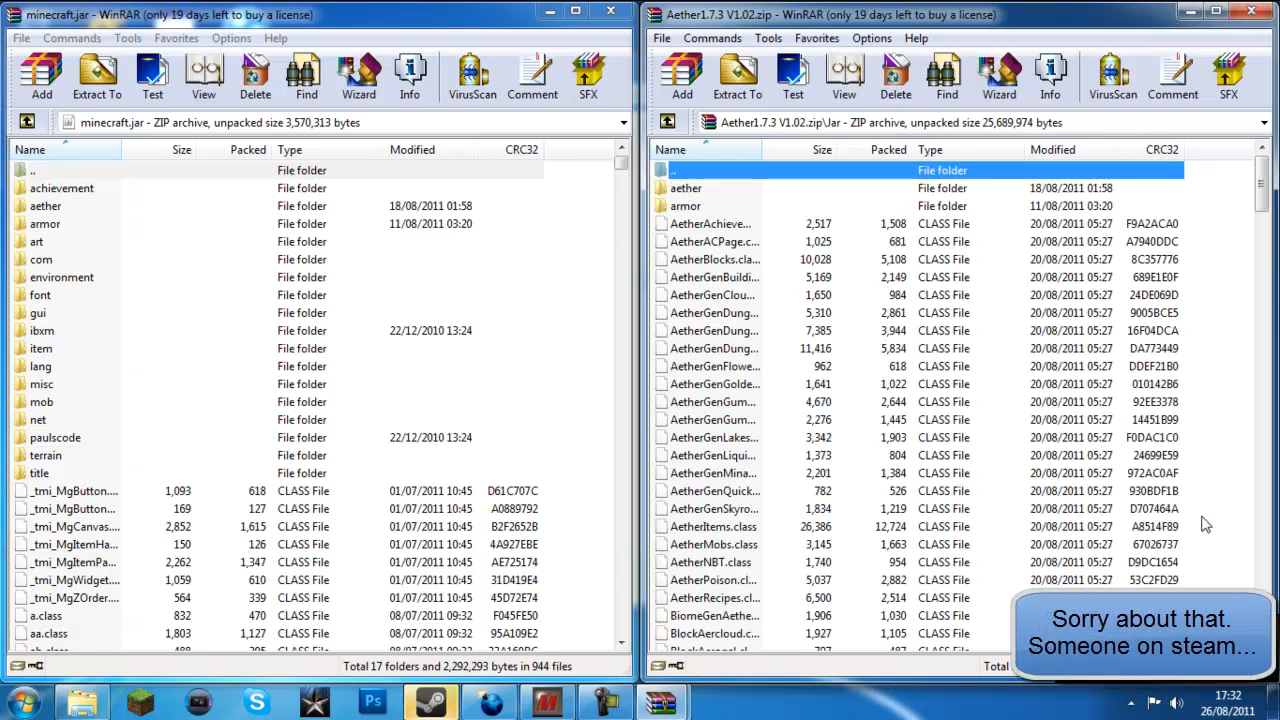 minecraft.jar - WinRAR (only 19 days left to buy a license)
File Commands Tools Favorites Options Help
Add Extract To Test View Delete Find Wizard Info VirusScan Comment SFX
minecraft.jar - ZIP archive, unpacked size 3,570,313 bytes
Name Size Packed Type Modified CRC32
.. File folder
achievement File folder
aether File folder 18/08/2011 01:58
armor File folder 11/08/2011 03:20
art File folder
com File folder
environment File folder
font File folder
gui File folder
ibxm File folder 22/12/2010 13:24
item File folder
lang File folder
misc File folder
mob File folder
net File folder
paulscode File folder 22/12/2010 13:24
terrain File folder
title File folder
_tmi_MgButton.... 1,093 618 CLASS File 01/07/2011 10:45 D61C707C
_tmi_MgButton... 169 127 CLASS File 01/07/2011 10:45 A0889792
_tmi_MgCanvas.... 2,852 1,615 CLASS File 01/07/2011 10:45 B2F2652B
_tmi_MgItemHa... 150 126 CLASS File 01/07/2011 10:45 4A927EBE
_tmi_MgItemPa... 2,262 1,347 CLASS File 01/07/2011 10:45 AE725174
_tmi_MgWidget.... 1,059 610 CLASS File 01/07/2011 10:45 31D419E4
_tmi_MgZOrder.... 564 339 CLASS File 01/07/2011 10:45 45D72E74
a.class 832 470 CLASS File 08/07/2011 09:32 F045FE50
aa.class 1,803 1,127 CLASS File 08/07/2011 09:32 95A109E2
Total 17 folders and 2,292,293 bytes in 944 files
Aether1.7.3 V1.02.zip - WinRAR (only 19 days left to buy a license)
File Commands Tools Favorites Options Help
Add Extract To Test View Delete Find Wizard Info VirusScan Comment SFX
Aether1.7.3 V1.02.zip\Jar - ZIP archive, unpacked size 25,689,974 bytes
Name Size Packed Type Modified CRC32
.. File folder
aether File folder 18/08/2011 01:58
armor File folder 11/08/2011 03:20
AetherAchieve... 2,517 1,508 CLASS File 20/08/2011 05:27 F9A2ACA0
AetherACPage.c... 1,025 681 CLASS File 20/08/2011 05:27 A7940DDC
AetherBlocks.cla... 10,028 5,108 CLASS File 20/08/2011 05:27 8C357776
AetherGenBuildi... 5,169 2,149 CLASS File 20/08/2011 05:27 689E1E0F
AetherGenClou... 1,650 984 CLASS File 20/08/2011 05:27 24DE069D
AetherGenDung... 5,310 2,861 CLASS File 20/08/2011 05:27 9005BCE5
AetherGenDung... 7,385 3,944 CLASS File 20/08/2011 05:27 16F04DCA
AetherGenDung... 11,416 5,834 CLASS File 20/08/2011 05:27 DA773449
AetherGenFlowe... 962 618 CLASS File 20/08/2011 05:27 DDEF21B0
AetherGenGolde... 1,641 1,022 CLASS File 20/08/2011 05:27 010142B6
AetherGenGum... 4,670 2,644 CLASS File 20/08/2011 05:27 92EE3378
AetherGenGum... 2,276 1,445 CLASS File 20/08/2011 05:27 14451B99
AetherGenLakes... 3,342 1,903 CLASS File 20/08/2011 05:27 F0DAC1C0
AetherGenLiqui... 1,373 804 CLASS File 20/08/2011 05:27 24699E59
AetherGenMina... 2,201 1,384 CLASS File 20/08/2011 05:27 972AC0AF
AetherGenQuick... 782 526 CLASS File 20/08/2011 05:27 930BDF1B
AetherGenSkyro... 1,834 1,219 CLASS File 20/08/2011 05:27 D707464A
AetherItems.class 26,386 12,724 CLASS File 20/08/2011 05:27 A8514F89
AetherMobs.class 3,145 1,663 CLASS File 20/08/2011 05:27 67026737
AetherNBT.class 1,740 954 CLASS File 20/08/2011 05:27 D9DC1654
AetherPoison.cl... 5,037 2,882 CLASS File 20/08/2011 05:27 53C2FD29
AetherRecipes.cl... 6,500 2,514 CLASS File
BiomeGenAethe... 1,906 1,030 CLASS File
BlockAercloud.c... 1,927 1,105 CLASS File
Total
Sorry about that.
Someone on steam...
17:32
26/08/2011